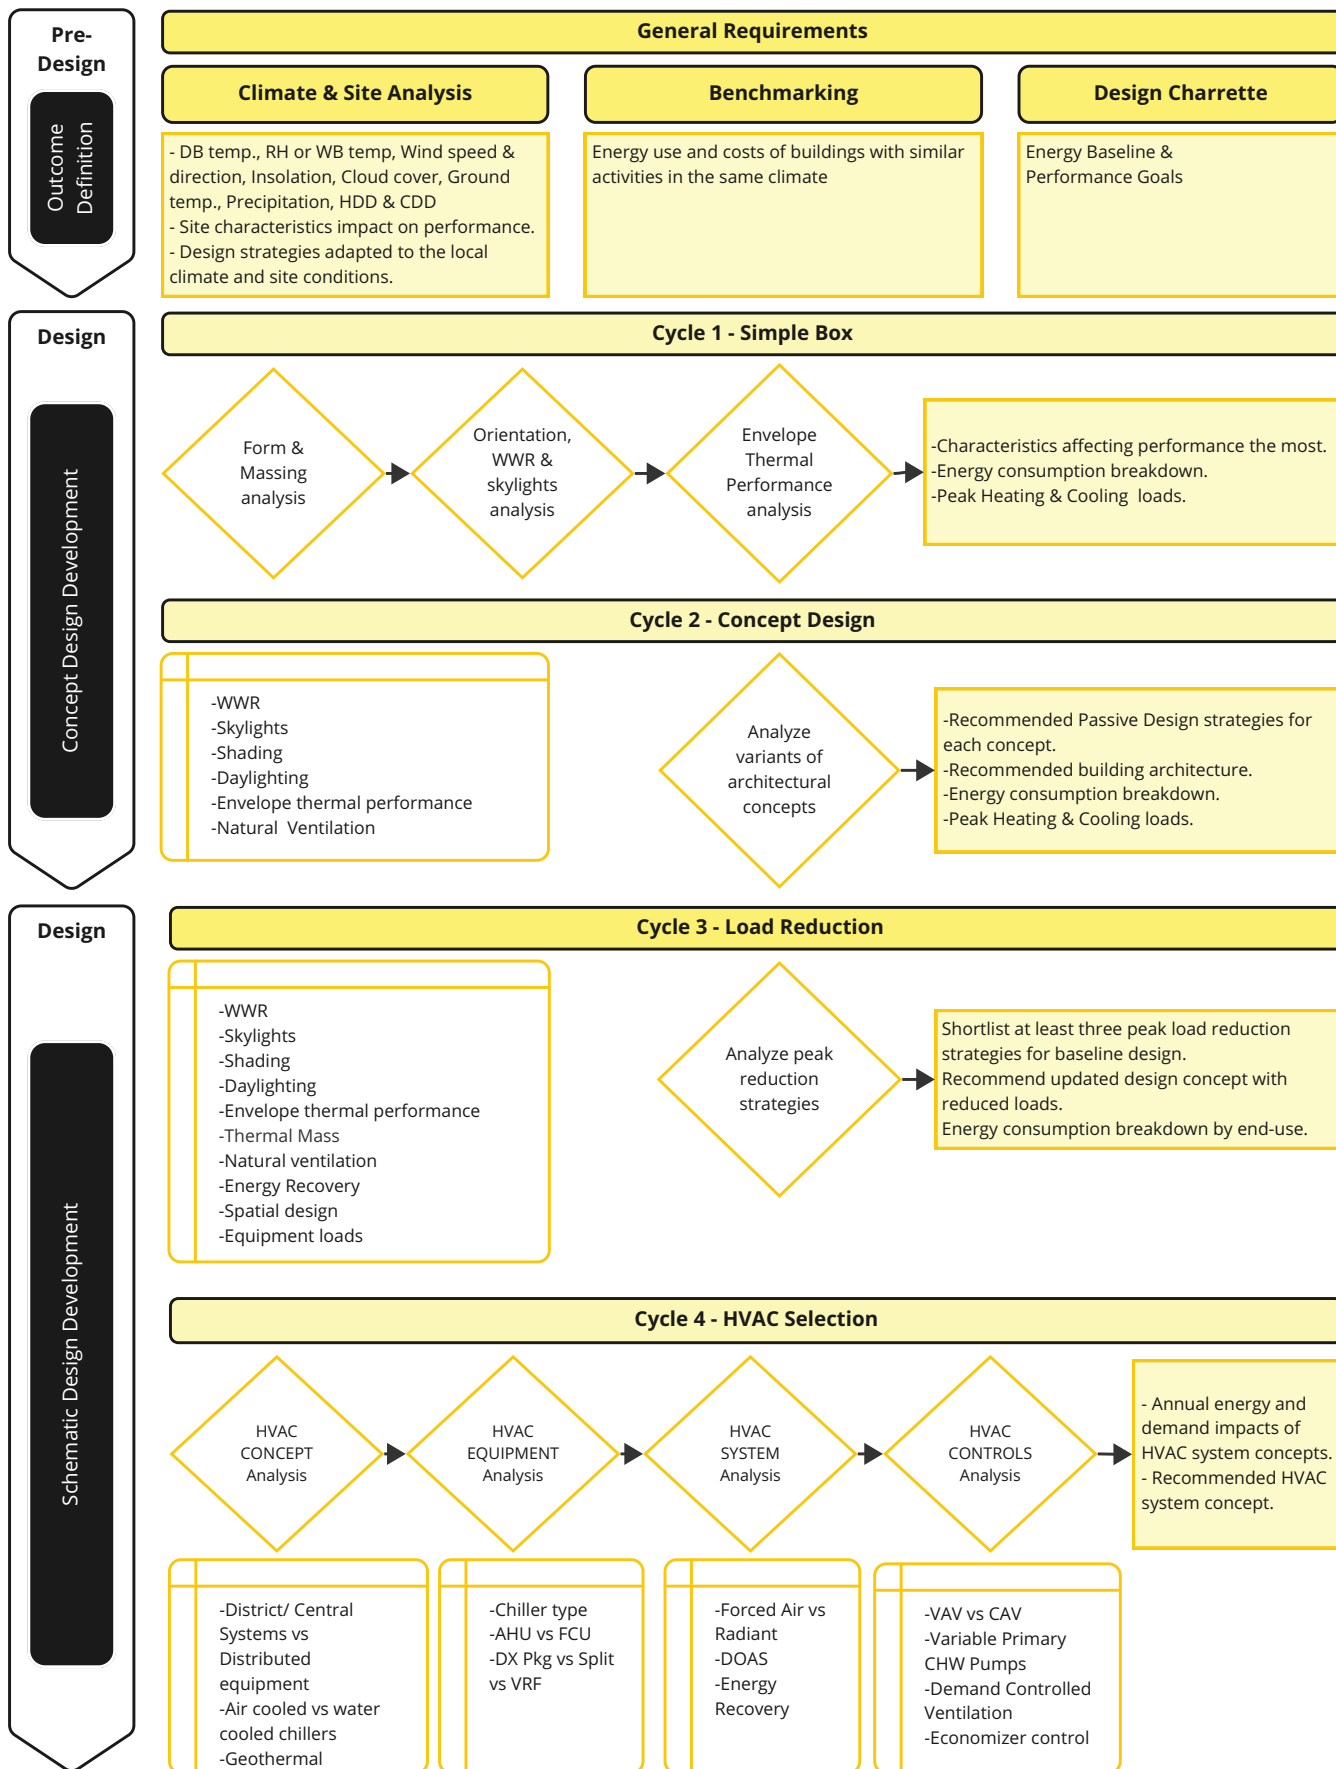 Pre-
Design
Outcome
Definition
General Requirements
Climate & Site Analysis
- DB temp., RH or WB temp, Wind speed &
direction, Insolation, Cloud cover, Ground
temp., Precipitation, HDD & CDD
- Site characteristics impact on performance.
- Design strategies adapted to the local
climate and site conditions.
Benchmarking
Energy use and costs of buildings with similar
activities in the same climate
Design Charrette
Energy Baseline &
Performance Goals
Design
Concept Design Development
Cycle 1 - Simple Box
Form &
Massing
analysis
Orientation,
WWR &
skylights
analysis
Envelope
Thermal
Performance
analysis
-Characteristics affecting performance the most.
-Energy consumption breakdown.
-Peak Heating & Cooling  loads.
Cycle 2 - Concept Design
-WWR
-Skylights
-Shading
-Daylighting
-Envelope thermal performance
-Natural  Ventilation
Analyze
variants of
architectural
concepts
-Recommended Passive Design strategies for
each concept.
-Recommended building architecture.
-Energy consumption breakdown.
-Peak Heating & Cooling loads.
Design
Schematic Design Development
Cycle 3 - Load Reduction
-WWR
-Skylights
-Shading
-Daylighting
-Envelope thermal performance
-Thermal Mass
-Natural ventilation
-Energy Recovery
-Spatial design
-Equipment loads
Analyze peak
reduction
strategies
Shortlist at least three peak load reduction
strategies for baseline design.
Recommend updated design concept with
reduced loads.
Energy consumption breakdown by end-use.
Cycle 4 - HVAC Selection
HVAC
CONCEPT
Analysis
HVAC
EQUIPMENT
Analysis
HVAC
SYSTEM
Analysis
HVAC
CONTROLS
Analysis
- Annual energy and
demand impacts of
HVAC system concepts.
- Recommended HVAC
system concept.
-District/ Central
Systems vs
Distributed
equipment
-Air cooled vs water
cooled chillers
-Geothermal
-Chiller type
-AHU vs FCU
-DX Pkg vs Split
vs VRF
-Forced Air vs
Radiant
-DOAS
-Energy
Recovery
-VAV vs CAV
-Variable Primary
CHW Pumps
-Demand Controlled
Ventilation
-Economizer control